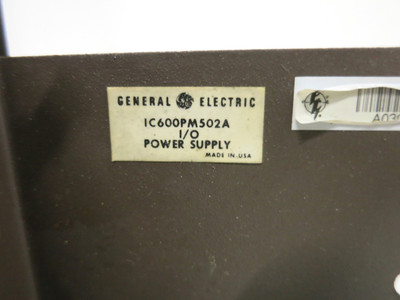 GENERAL ELECTRIC
IC600PM502A
I/O
POWER SUPPLY
MADE IN USA